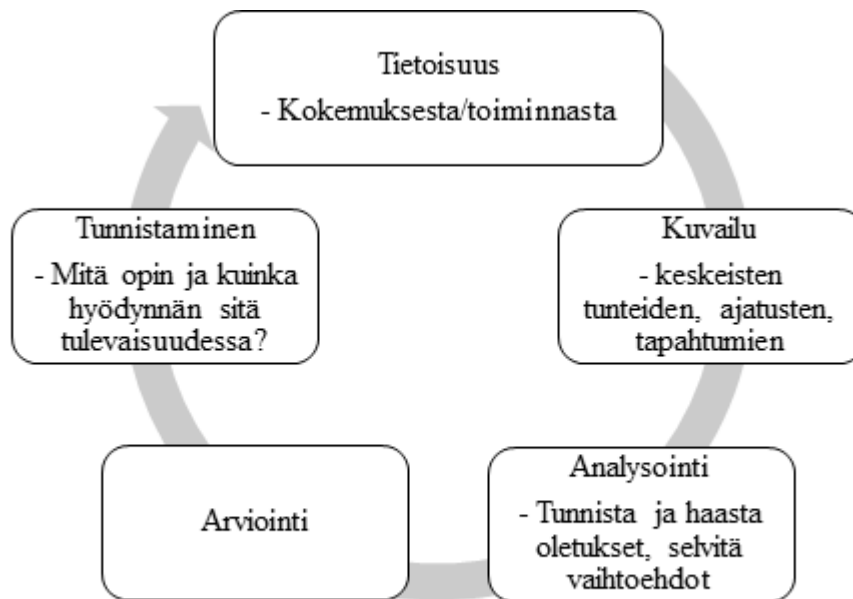 Tietoisuus
- Kokemuksesta/toiminnasta
Kuvailu
- keskeisten
tunteiden, ajatusten,
tapahtumien
Analysointi
- Tunnista ja haasta
oletukset, selvitä
vaihtoehdot
Arviointi
Tunnistaminen
- Mitä opin ja kuinka
hyödynnän sitä
tulevaisuudessa?